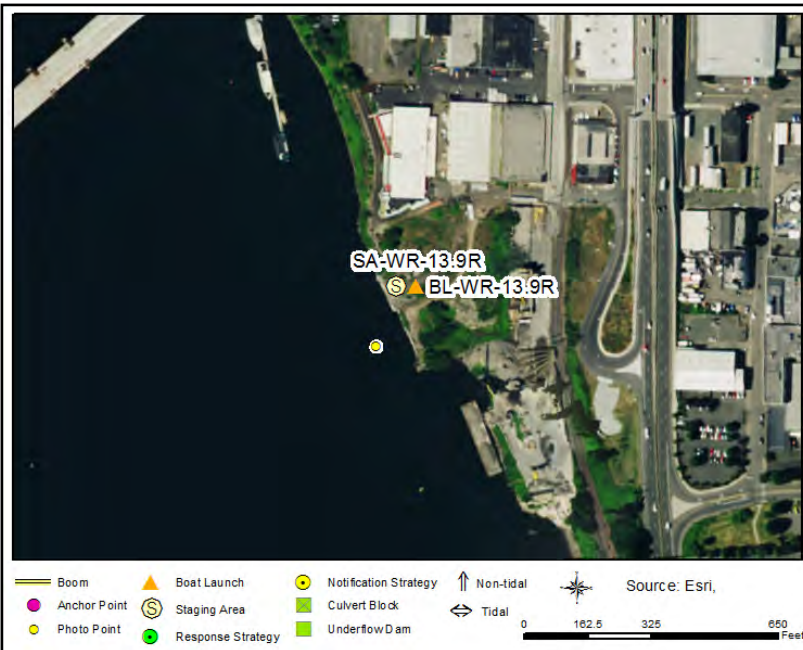 SA-WR-13.9R
S BL-WR-13.9R
Boom
Boat Launch
Notification Strategy
Non-tidal
Source: Esri,
Anchor Point
S Staging Area
Culvert Block
Tidal
Photo Point
Response Strategy
Underflow Dam
0 162.5 325 650
Feet